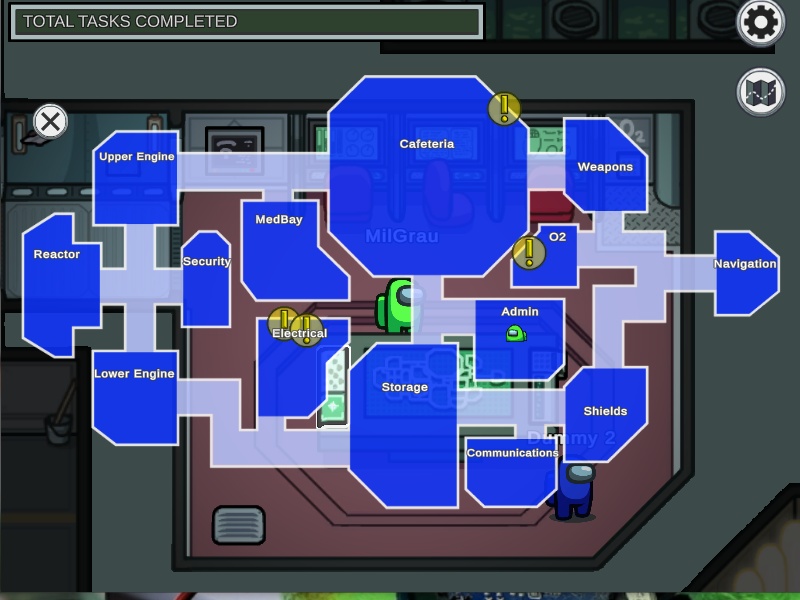 TOTAL TASKS COMPLETED
Upper Engine
Cafeteria
Weapons
O2
MedBay
MilGrau
O2
Reactor
Security
Navigation
Electrical
Admin
Lower Engine
Storage
Shields
Dummy 2
Communications